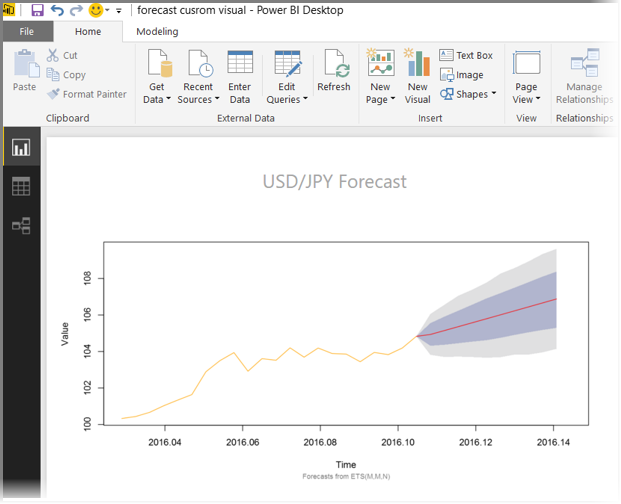 forecast cusrom visual - Power BI Desktop
File Home Modeling
Paste
Cut
Copy
Format Painter
Clipboard
Get Data
Recent Sources
Enter Data
Edit Queries
Refresh
External Data
New Page
New Visual
Text Box
Image
Shapes
Insert
Page View
View
Manage Relationships
Relationships
USD/JPY Forecast
Value
108
106
104
102
100
2016.04 2016.06 2016.08 2016.10 2016.12 2016.14
Time
Forecasts from ETS(M,M,N)